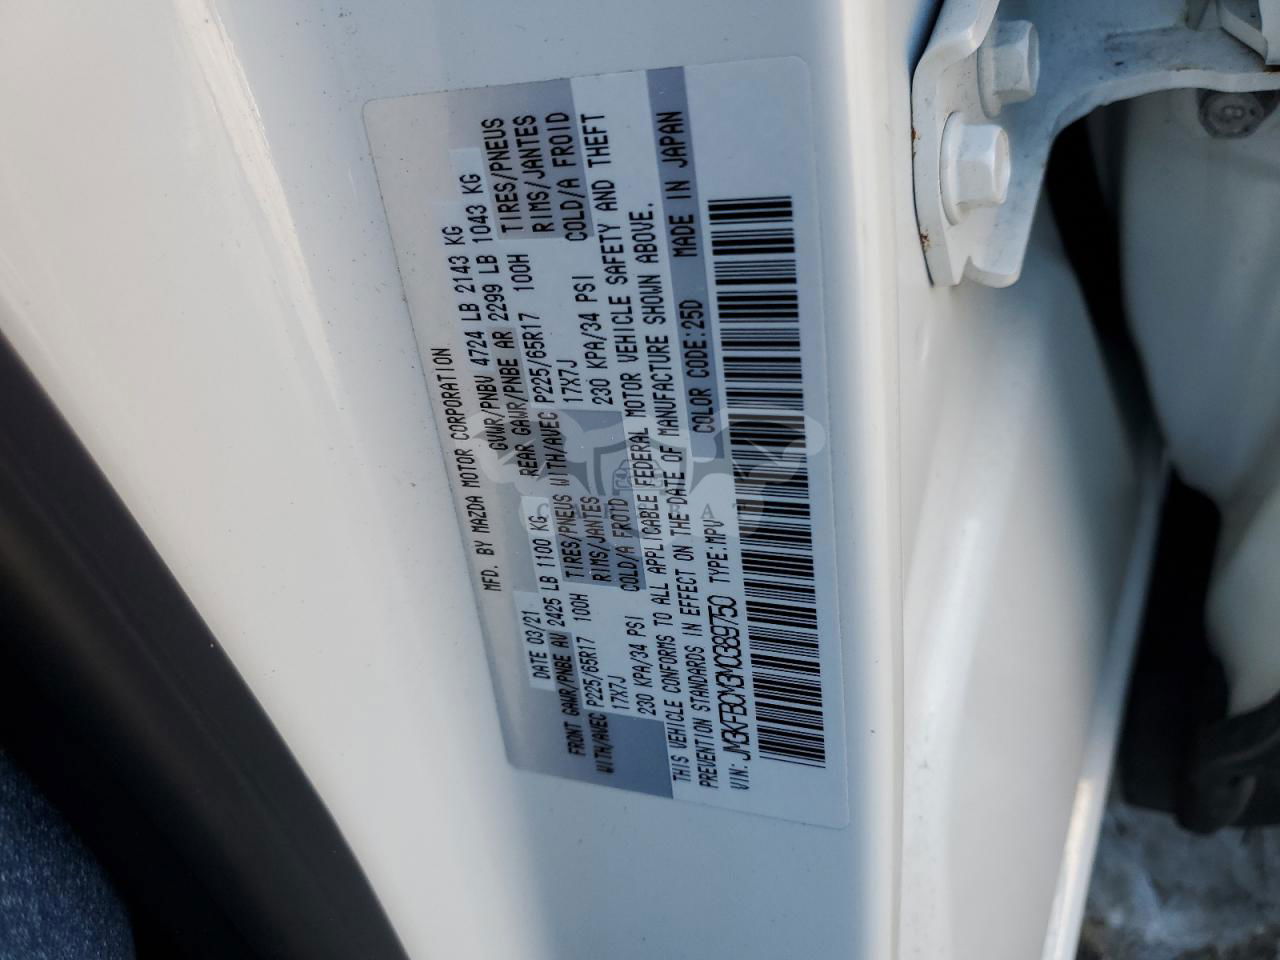 MFD. BY MAZDA MOTOR CORPORATION
DATE 03/21 GVWR/PNBV 4724 LB 2143 KG
FRONT GAWR/PNBE AV 2425 LB 1100 KG REAR GAWR/PNBE AR 2299 LB 1043 KG
WITH/AVEC P225/65R17 100H TIRES/PNEUS WITH/AVEC P225/65R17 100H TIRES/PNEUS
17X7J RIMS/JANTES 17X7J RIMS/JANTES
230 KPA/34 PSI COLD/A FROID 230 KPA/34 PSI COLD/A FROID
THIS VEHICLE CONFORMS TO ALL APPLICABLE FEDERAL MOTOR VEHICLE SAFETY AND THEFT
PREVENTION STANDARDS IN EFFECT ON THE DATE OF MANUFACTURE SHOWN ABOVE.
VIN: JM3KFBCM3M0389750 TYPE:MPV COLOR CODE:25D MADE IN JAPAN